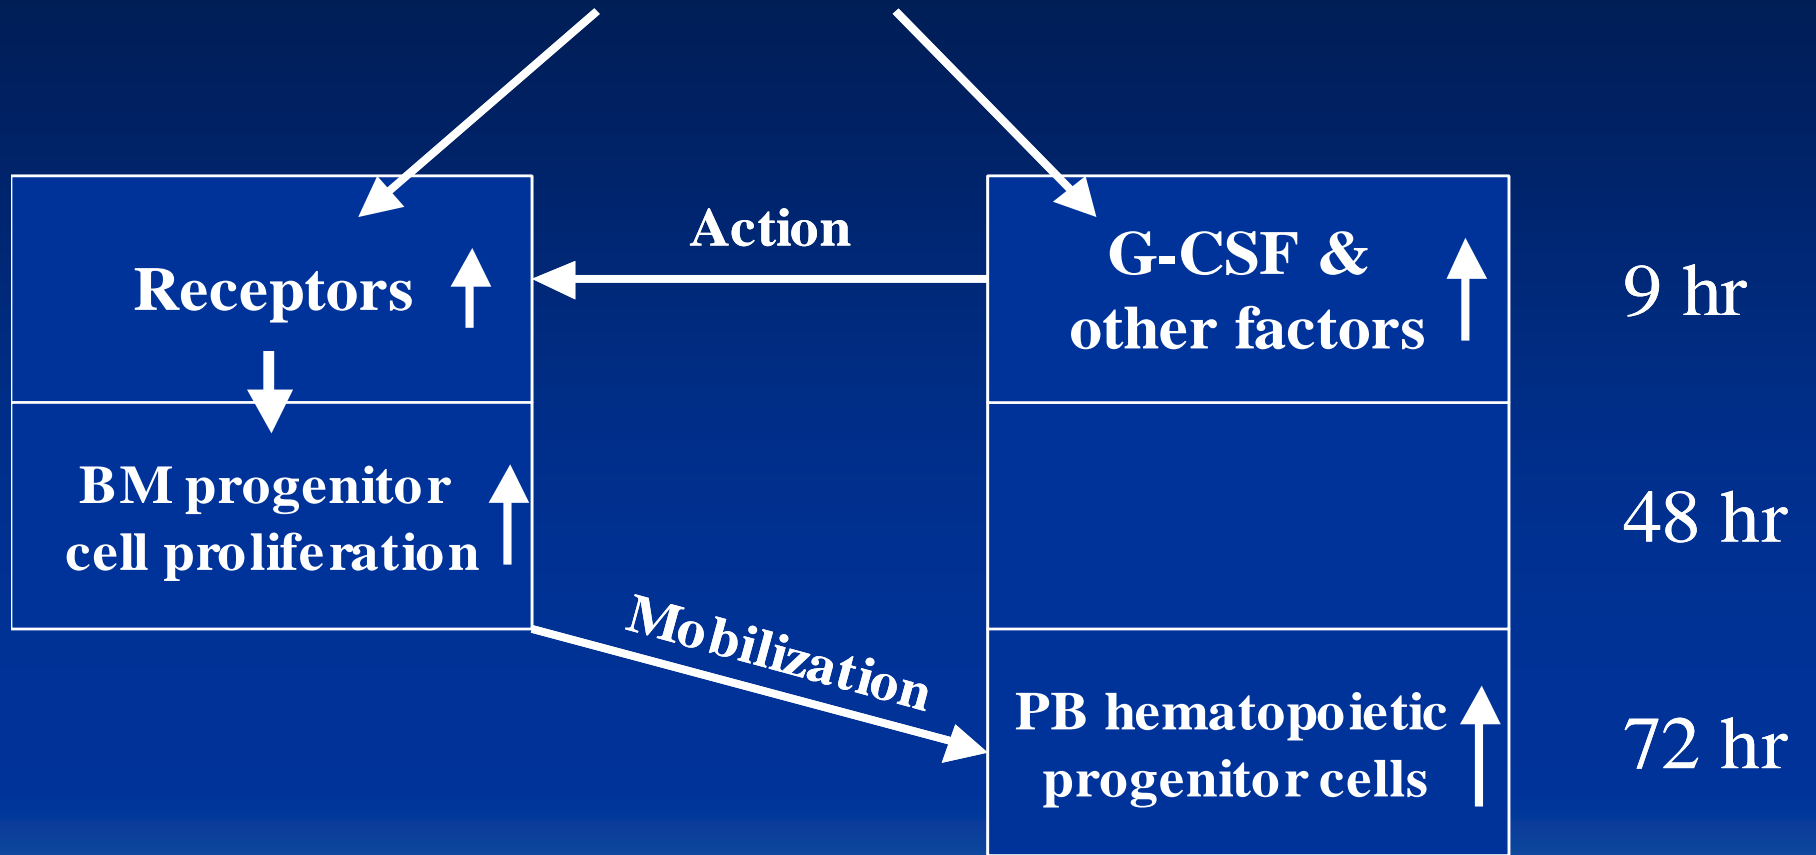 Action
Receptors
G-CSF &
other factors
9 hr
BM progenitor
cell proliferation
48 hr
Mobilization
PB hematopoietic
progenitor cells
72 hr